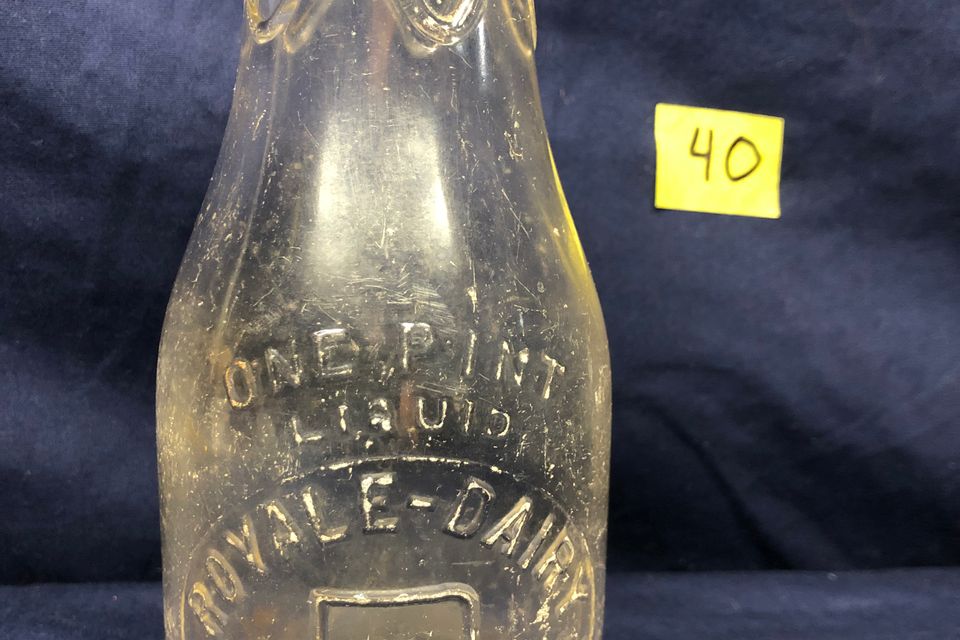 40
ONE PINT
LIQUID
ROYALE-DAIRY